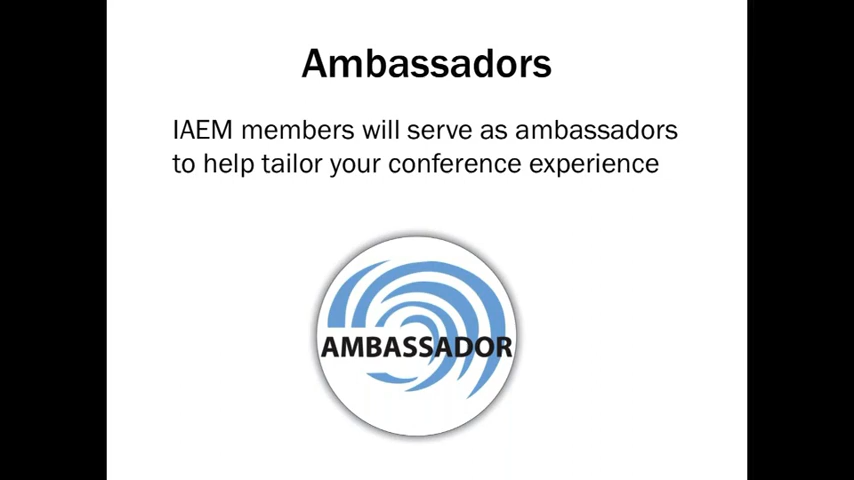 Ambassadors
IAEM members will serve as ambassadors
to help tailor your conference experience
AMBASSADOR